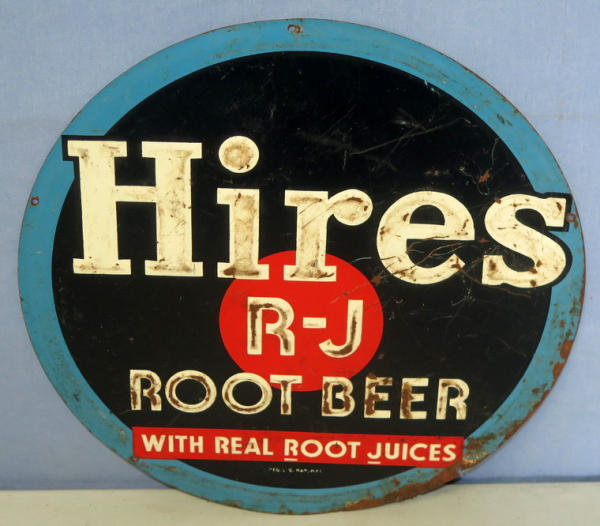 Hires
R-J
ROOT BEER
WITH REAL ROOT JUICES